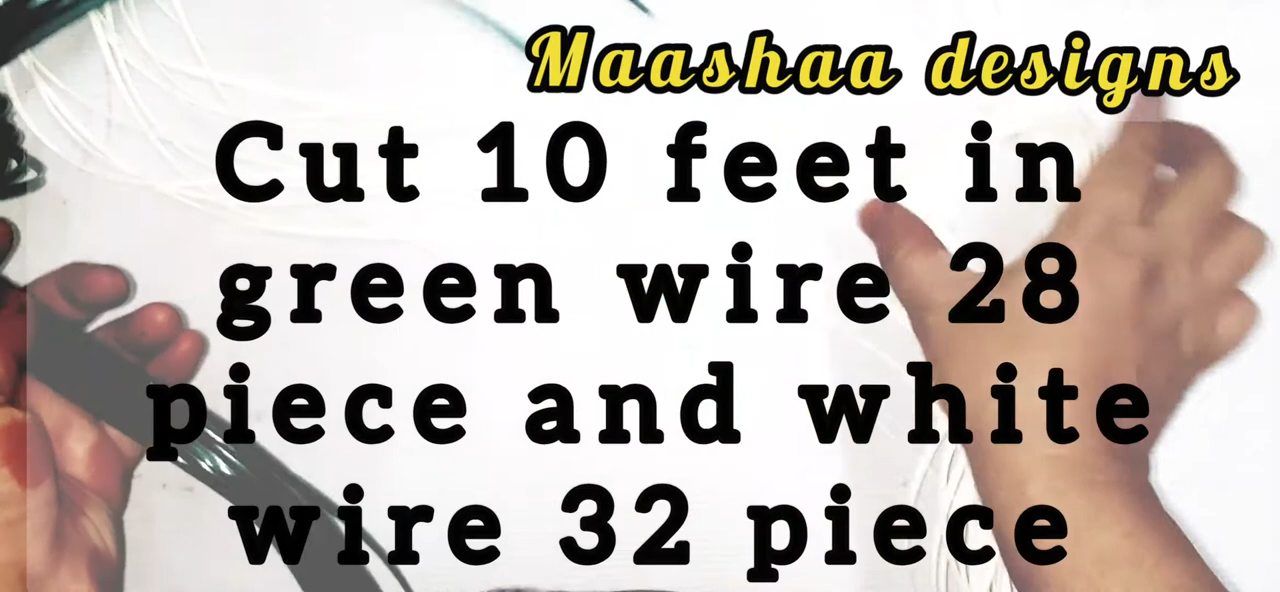 Maashaa designs
Cut 10 feet in
green wire 28
piece and white
wire 32 piece